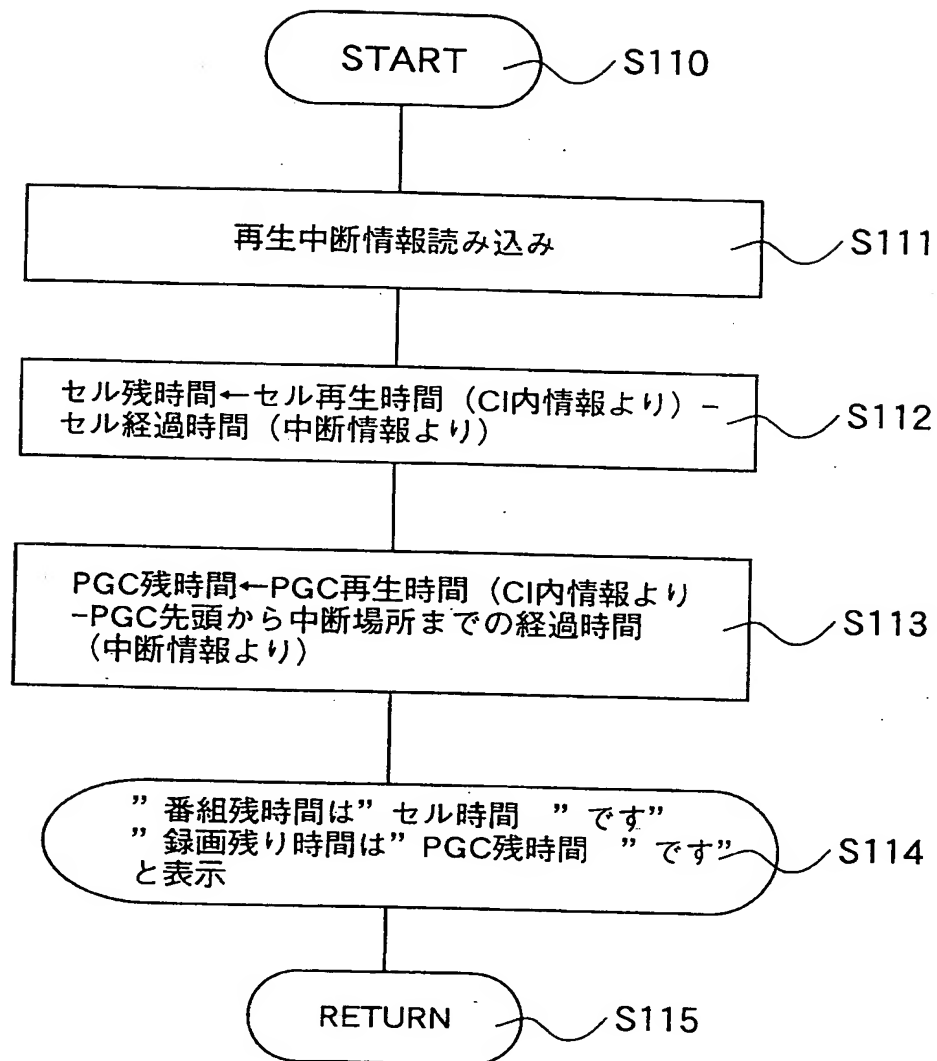 START
S110
再生中断情報読み込み
S111
セル残時間←セル再生時間（CI内情報より）-
セル経過時間（中断情報より）
S112
PGC残時間←PGC再生時間（CI内情報より
-PGC先頭から中断場所までの経過時間
（中断情報より）
S113
” 番組残時間は” セル時間 ” です”
” 録画残り時間は” PGC残時間 ” です”
と表示
S114
RETURN
S115